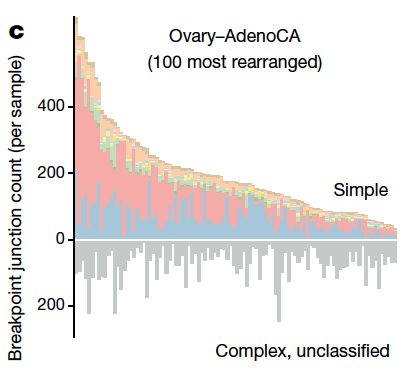 c
Ovary–AdenoCA
(100 most rearranged)
Breakpoint junction count (per sample)
400
200
0
200
Simple
Complex, unclassified